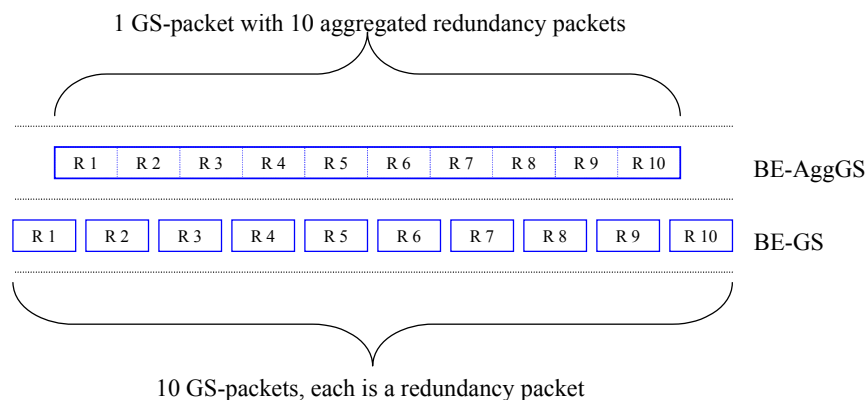 1 GS-packet with 10 aggregated redundancy packets
R 1 R 2 R 3 R 4 R 5 R 6 R 7 R 8 R 9 R 10 BE-AggGS
R 1 R 2 R 3 R 4 R 5 R 6 R 7 R 8 R 9 R 10 BE-GS
10 GS-packets, each is a redundancy packet